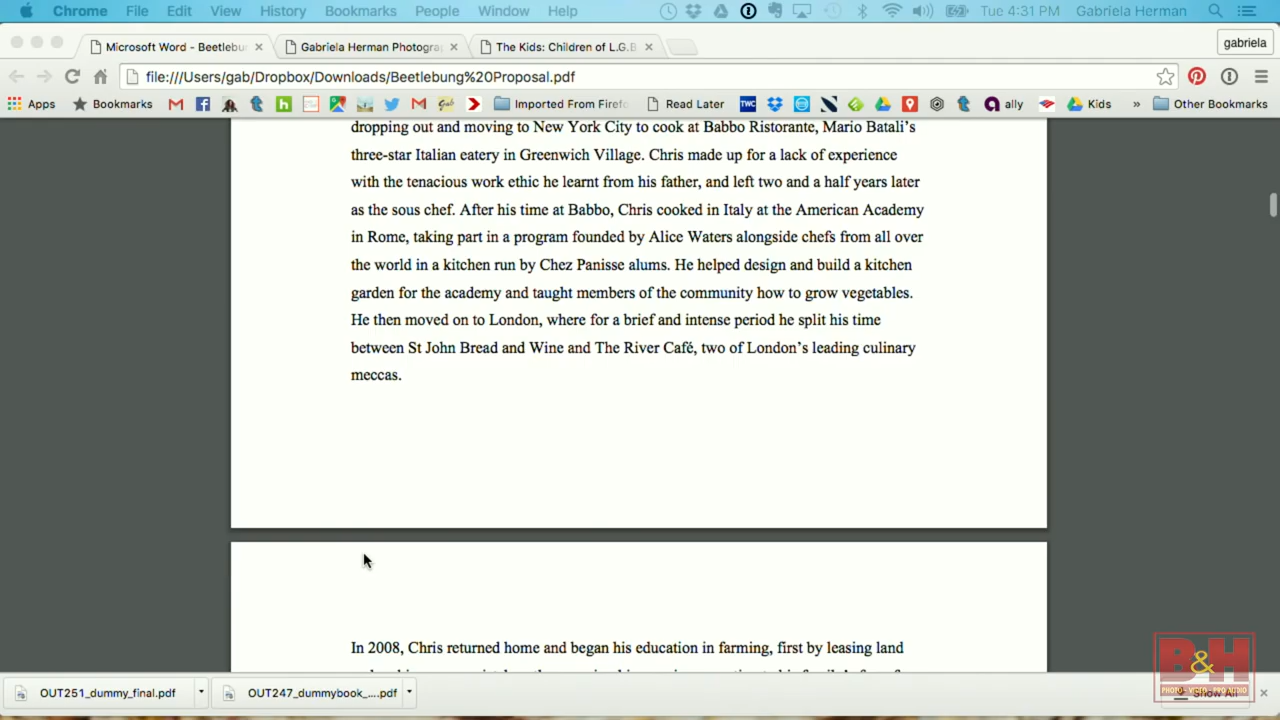 Chrome File Edit View History Bookmarks People Window Help Tue 4:31 PM Gabriela Herman
Microsoft Word - Beetlebu
Gabriela Herman Photogra
The Kids: Children of L.G.B
gabriela
file:///Users/gab/Dropbox/Downloads/Beetlebung%20Proposal.pdf
Apps Bookmarks Imported From Firefo Read Later TWC ally Kids » Other Bookmarks
dropping out and moving to New York City to cook at Babbo Ristorante, Mario Batali's
three-star Italian eatery in Greenwich Village. Chris made up for a lack of experience
with the tenacious work ethic he learnt from his father, and left two and a half years later
as the sous chef. After his time at Babbo, Chris cooked in Italy at the American Academy
in Rome, taking part in a program founded by Alice Waters alongside chefs from all over
the world in a kitchen run by Chez Panisse alums. He helped design and build a kitchen
garden for the academy and taught members of the community how to grow vegetables.
He then moved on to London, where for a brief and intense period he split his time
between St John Bread and Wine and The River Café, two of London's leading culinary
meccas.
In 2008, Chris returned home and began his education in farming, first by leasing land
OUT251_dummy_final.pdf
OUT247_dummybook_....pdf
Show All
B&H
PHOTO - VIDEO - PRO AUDIO